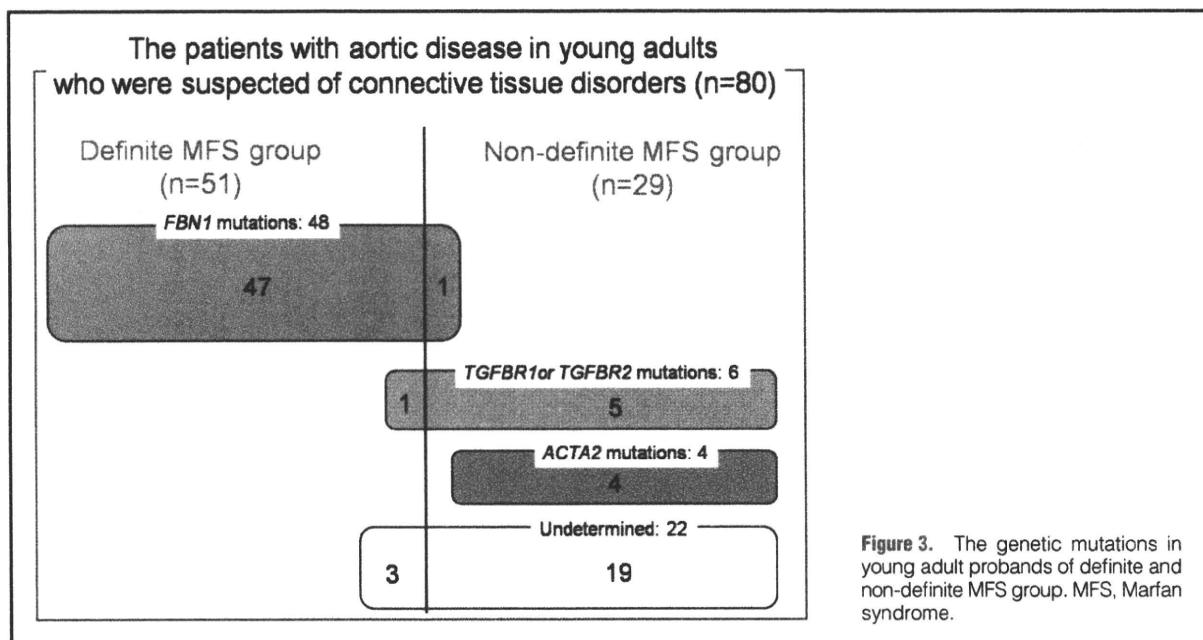 The patients with aortic disease in young adults
who were suspected of connective tissue disorders (n=80)
Definite MFS group
(n=51)
Non-definite MFS group
(n=29)
FBN1 mutations: 48
47
1
TGFBR1or TGFBR2 mutations: 6
1
5
ACTA2 mutations: 4
4
Undetermined: 22
3
19
Figure 3. The genetic mutations in
young adult probands of definite and
non-definite MFS group. MFS, Marfan
syndrome.